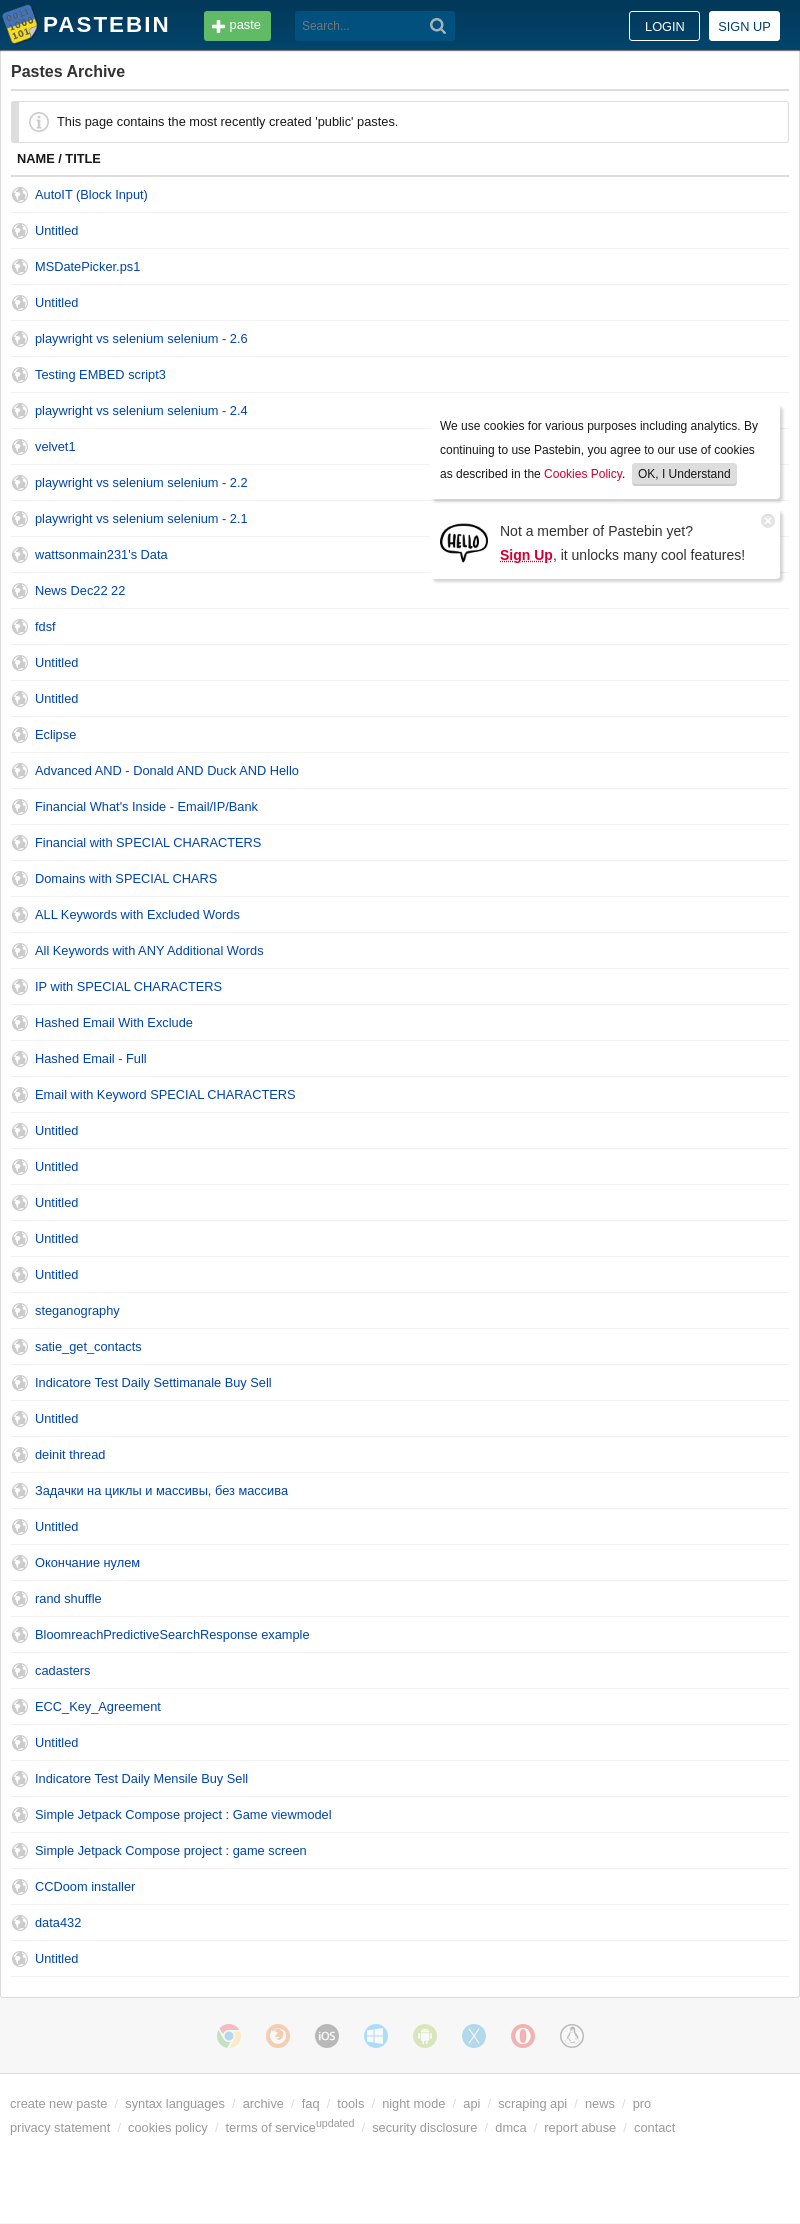 PASTEBIN
paste
Search...
LOGIN
SIGN UP
Pastes Archive
This page contains the most recently created 'public' pastes.
NAME / TITLE
AutoIT (Block Input)
Untitled
MSDatePicker.ps1
Untitled
playwright vs selenium selenium - 2.6
Testing EMBED script3
playwright vs selenium selenium - 2.4
velvet1
playwright vs selenium selenium - 2.2
playwright vs selenium selenium - 2.1
wattsonmain231's Data
News Dec22 22
We use cookies for various purposes including analytics. By
continuing to use Pastebin, you agree to our use of cookies
as described in the Cookies Policy. OK, I Understand
HELLO
Not a member of Pastebin yet?
Sign Up, it unlocks many cool features!
fdsf
Untitled
Untitled
Eclipse
Advanced AND - Donald AND Duck AND Hello
Financial What's Inside - Email/IP/Bank
Financial with SPECIAL CHARACTERS
Domains with SPECIAL CHARS
ALL Keywords with Excluded Words
All Keywords with ANY Additional Words
IP with SPECIAL CHARACTERS
Hashed Email With Exclude
Hashed Email - Full
Email with Keyword SPECIAL CHARACTERS
Untitled
Untitled
Untitled
Untitled
Untitled
steganography
satie_get_contacts
Indicatore Test Daily Settimanale Buy Sell
Untitled
deinit thread
Задачки на циклы и массивы, без массива
Untitled
Окончание нулем
rand shuffle
BloomreachPredictiveSearchResponse example
cadasters
ECC_Key_Agreement
Untitled
Indicatore Test Daily Mensile Buy Sell
Simple Jetpack Compose project : Game viewmodel
Simple Jetpack Compose project : game screen
CCDoom installer
data432
Untitled
iOS
create new paste / syntax languages / archive / faq / tools / night mode / api / scraping api / news / pro
privacy statement / cookies policy / terms of serviceupdated / security disclosure / dmca / report abuse / contact